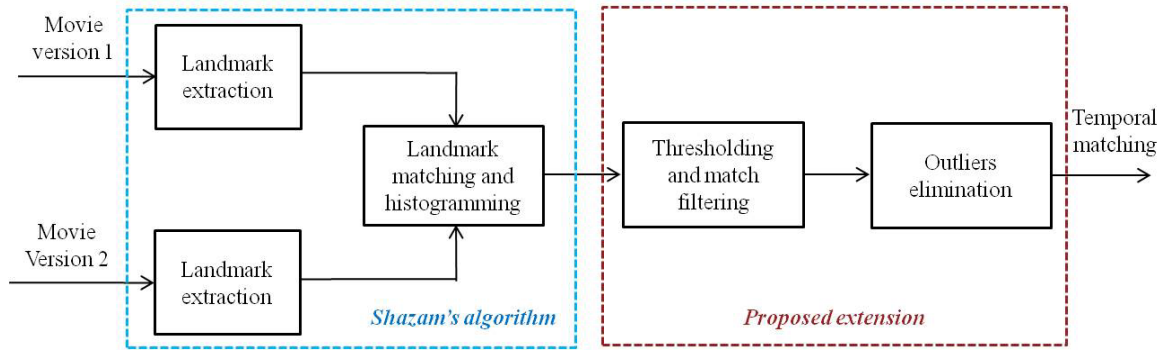 Movie
version 1
Landmark
extraction
Landmark
matching and
histogramming
Movie
Version 2
Landmark
extraction
Shazam's algorithm
Thresholding
and match
filtering
Outliers
elimination
Temporal
matching
Proposed extension